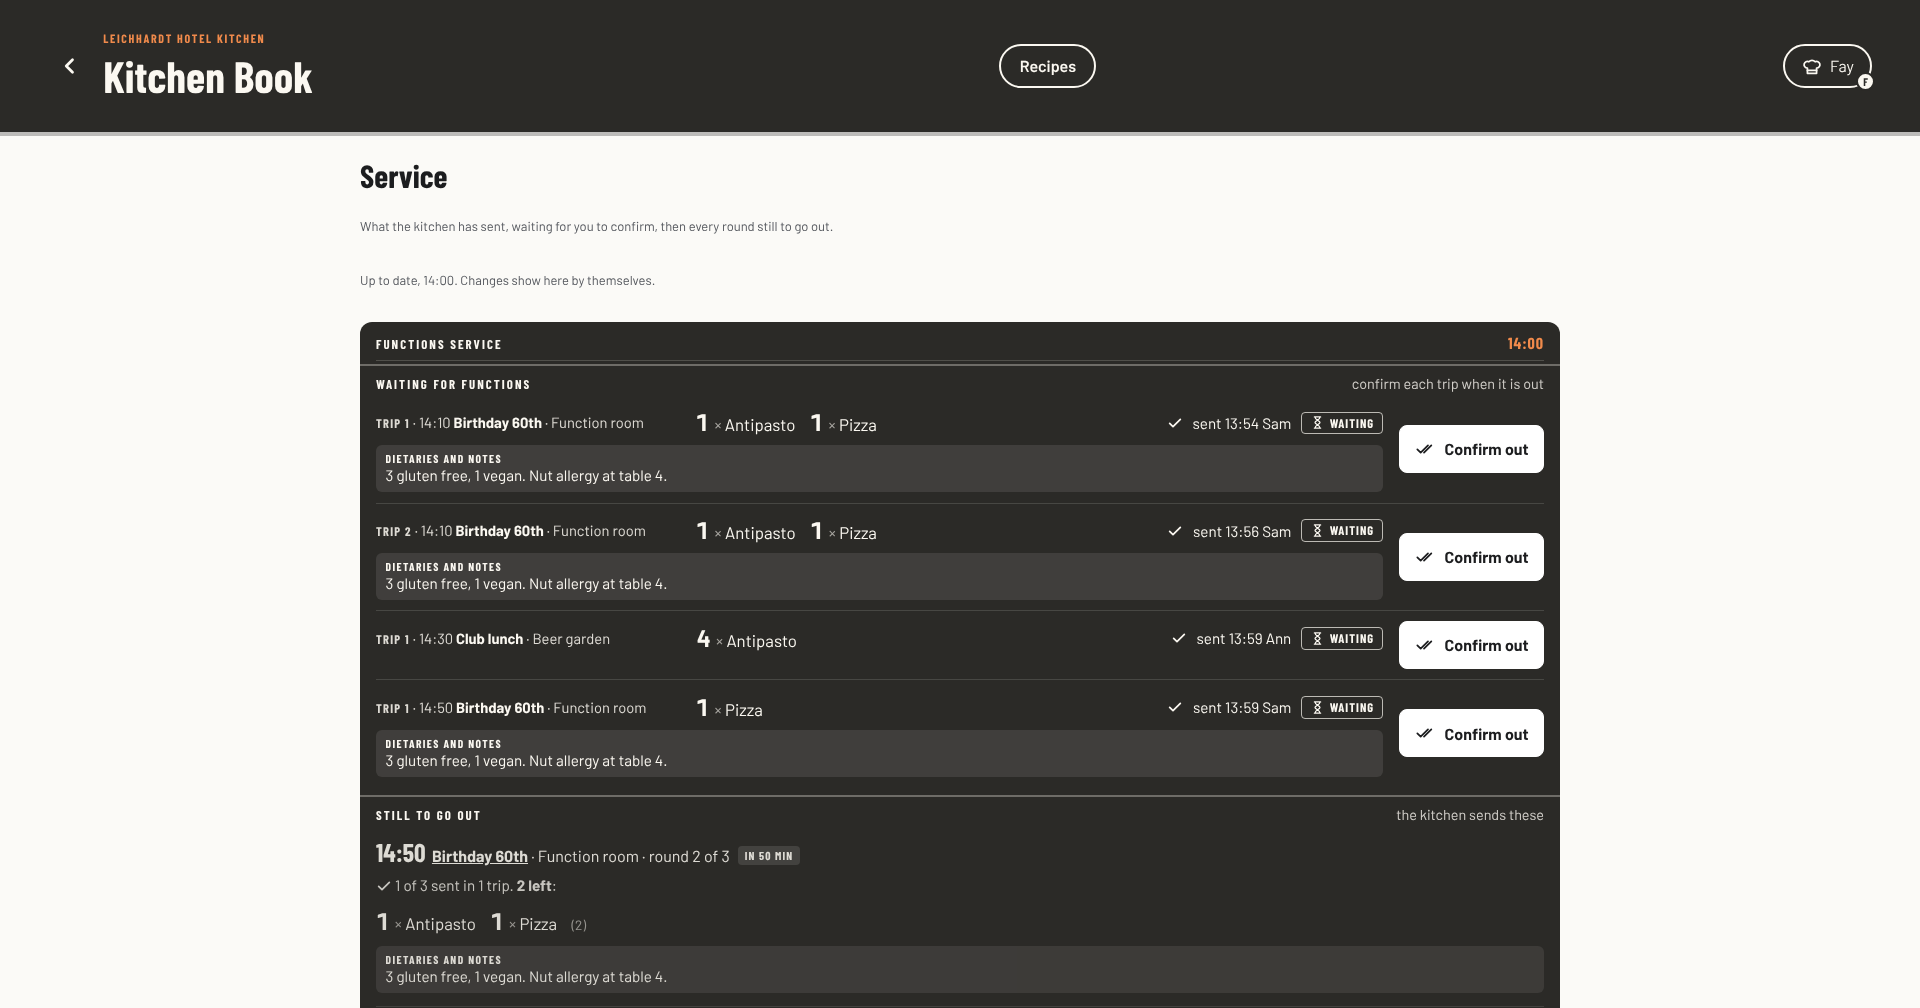 LEICHHARDT HOTEL KITCHEN
Kitchen Book
Recipes
Fay
F
Service
What the kitchen has sent, waiting for you to confirm, then every round still to go out.
Up to date, 14:00. Changes show here by themselves.
FUNCTIONS SERVICE 14:00
WAITING FOR FUNCTIONS confirm each trip when it is out
TRIP 1 · 14:10 Birthday 60th · Function room 1 × Antipasto 1 × Pizza sent 13:54 Sam WAITING Confirm out
DIETARIES AND NOTES
3 gluten free, 1 vegan. Nut allergy at table 4.
TRIP 2 · 14:10 Birthday 60th · Function room 1 × Antipasto 1 × Pizza sent 13:56 Sam WAITING Confirm out
DIETARIES AND NOTES
3 gluten free, 1 vegan. Nut allergy at table 4.
TRIP 1 · 14:30 Club lunch · Beer garden 4 × Antipasto sent 13:59 Ann WAITING Confirm out
TRIP 1 · 14:50 Birthday 60th · Function room 1 × Pizza sent 13:59 Sam WAITING Confirm out
DIETARIES AND NOTES
3 gluten free, 1 vegan. Nut allergy at table 4.
STILL TO GO OUT the kitchen sends these
14:50 Birthday 60th · Function room · round 2 of 3 IN 50 MIN
1 of 3 sent in 1 trip. 2 left:
1 × Antipasto 1 × Pizza (2)
DIETARIES AND NOTES
3 gluten free, 1 vegan. Nut allergy at table 4.